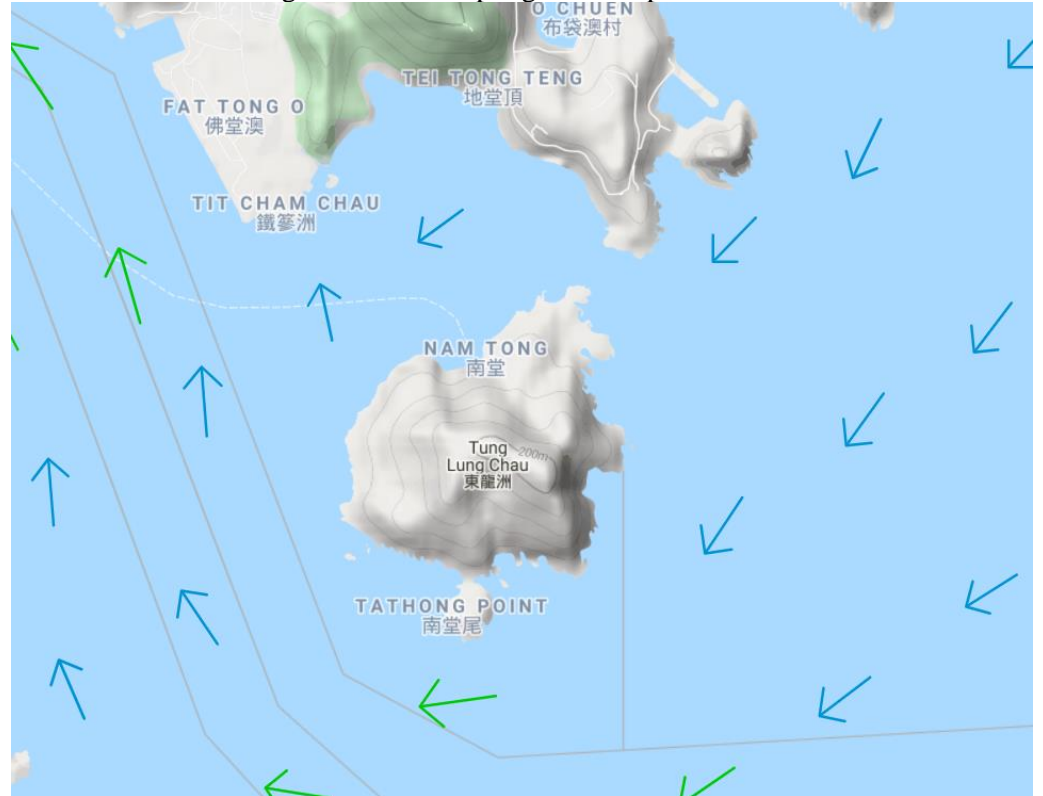 O CHUEN
布袋澳村
TEI TONG TENG
地堂頂
FAT TONG O
佛堂澳
TIT CHAM CHAU
鐵篸洲
NAM TONG
南堂
200m
Tung
Lung Chau
東龍洲
TATHONG POINT
南堂尾